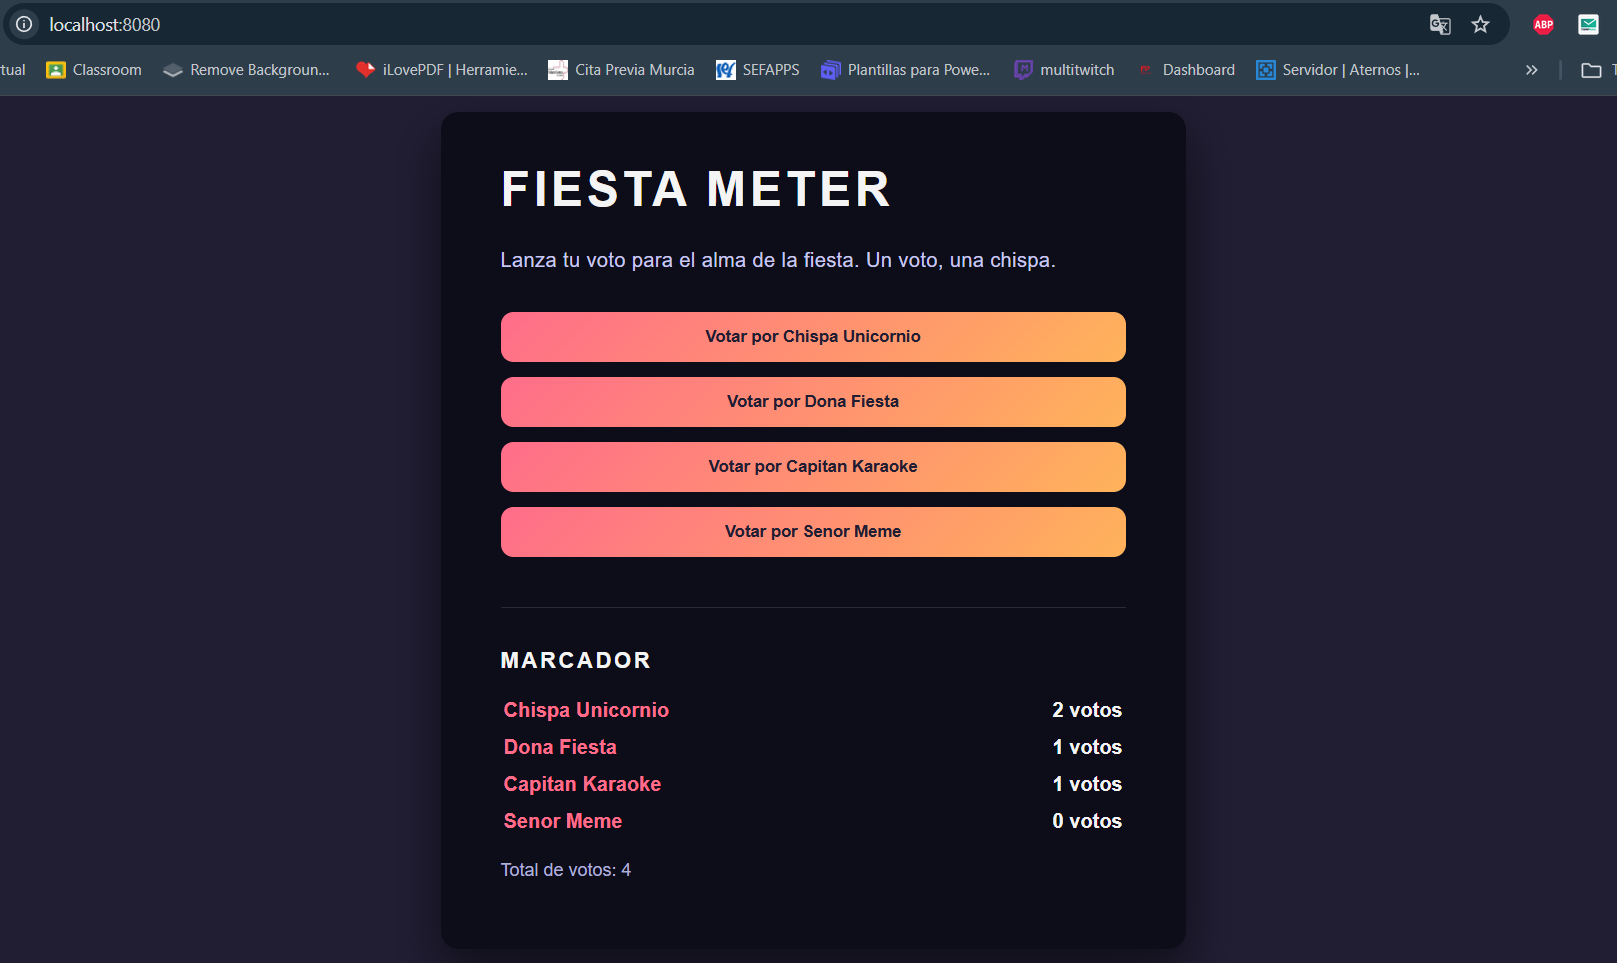 localhost:8080
ABP
tual Classroom Remove Backgroun... iLovePDF | Herramie... Cita Previa Murcia SEFAPPS Plantillas para Powe... multitwitch Dashboard Servidor | Aternos |... »
FIESTA METER
Lanza tu voto para el alma de la fiesta. Un voto, una chispa.
Votar por Chispa Unicornio
Votar por Dona Fiesta
Votar por Capitan Karaoke
Votar por Senor Meme
MARCADOR
Chispa Unicornio 2 votos
Dona Fiesta 1 votos
Capitan Karaoke 1 votos
Senor Meme 0 votos
Total de votos: 4